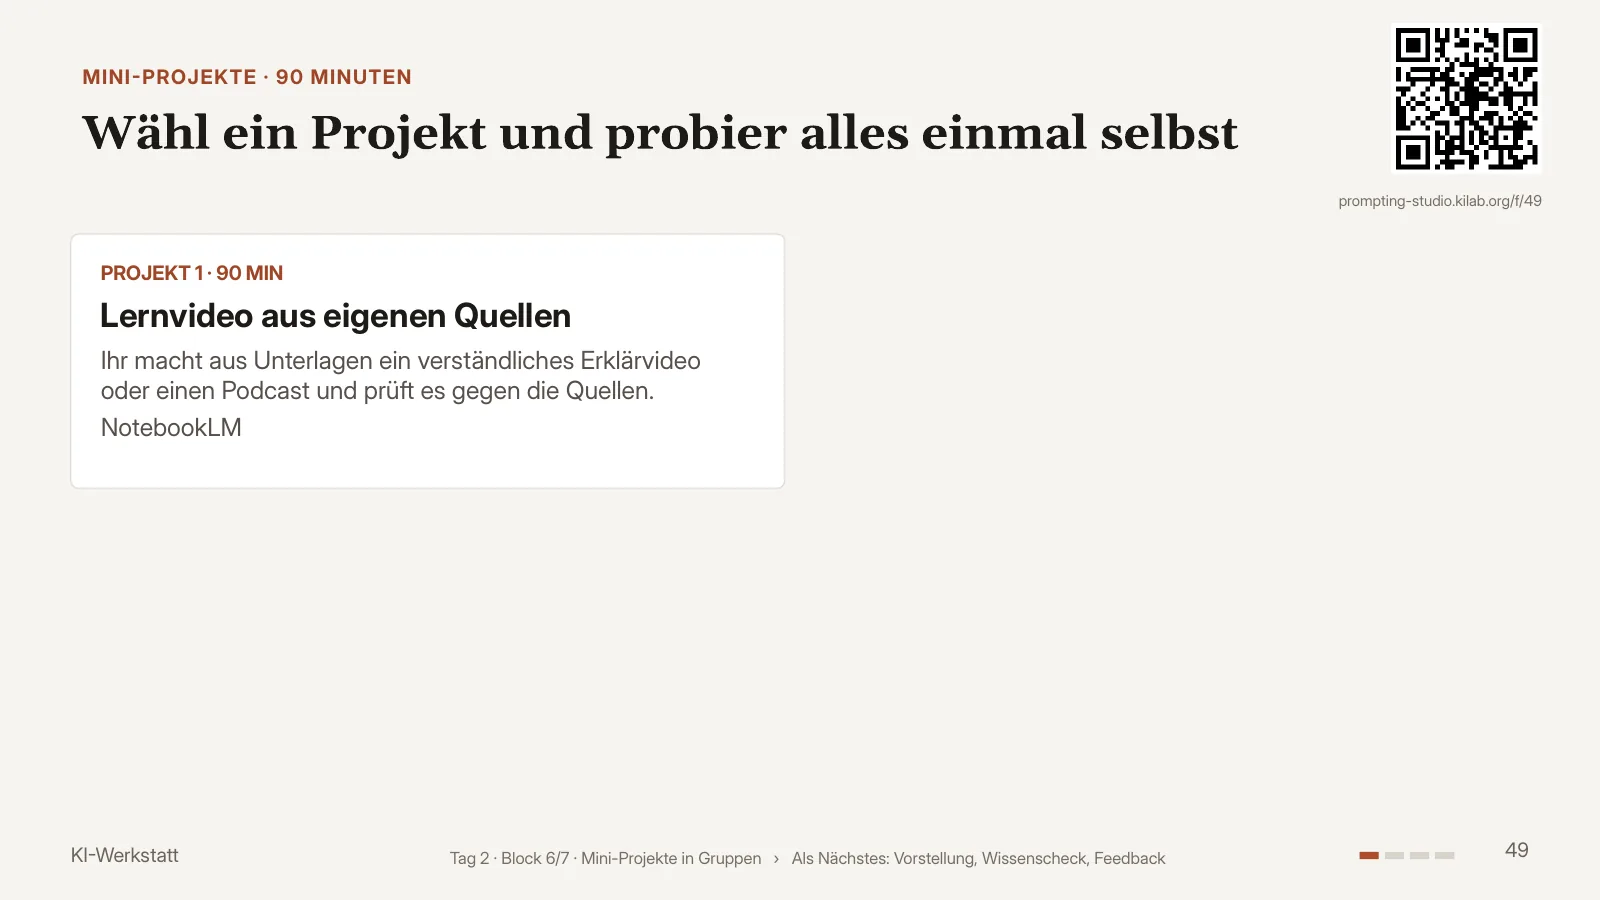 MINI-PROJEKTE · 90 MINUTEN
Wähl ein Projekt und probier alles einmal selbst
prompting-studio.kilab.org/f/49
PROJEKT 1 · 90 MIN
Lernvideo aus eigenen Quellen
Ihr macht aus Unterlagen ein verständliches Erklärvideo
oder einen Podcast und prüft es gegen die Quellen.
NotebookLM
KI-Werkstatt
Tag 2 · Block 6/7 · Mini-Projekte in Gruppen › Als Nächstes: Vorstellung, Wissenscheck, Feedback
49